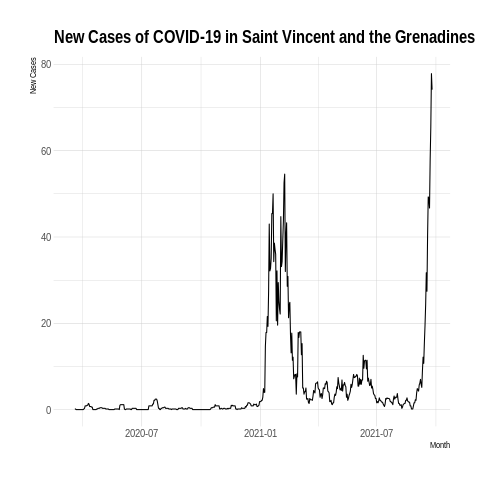 New Cases of COVID-19 in Saint Vincent and the Grenadines
New Cases
80
60
40
20
0
2020-07 2021-01 2021-07
Month